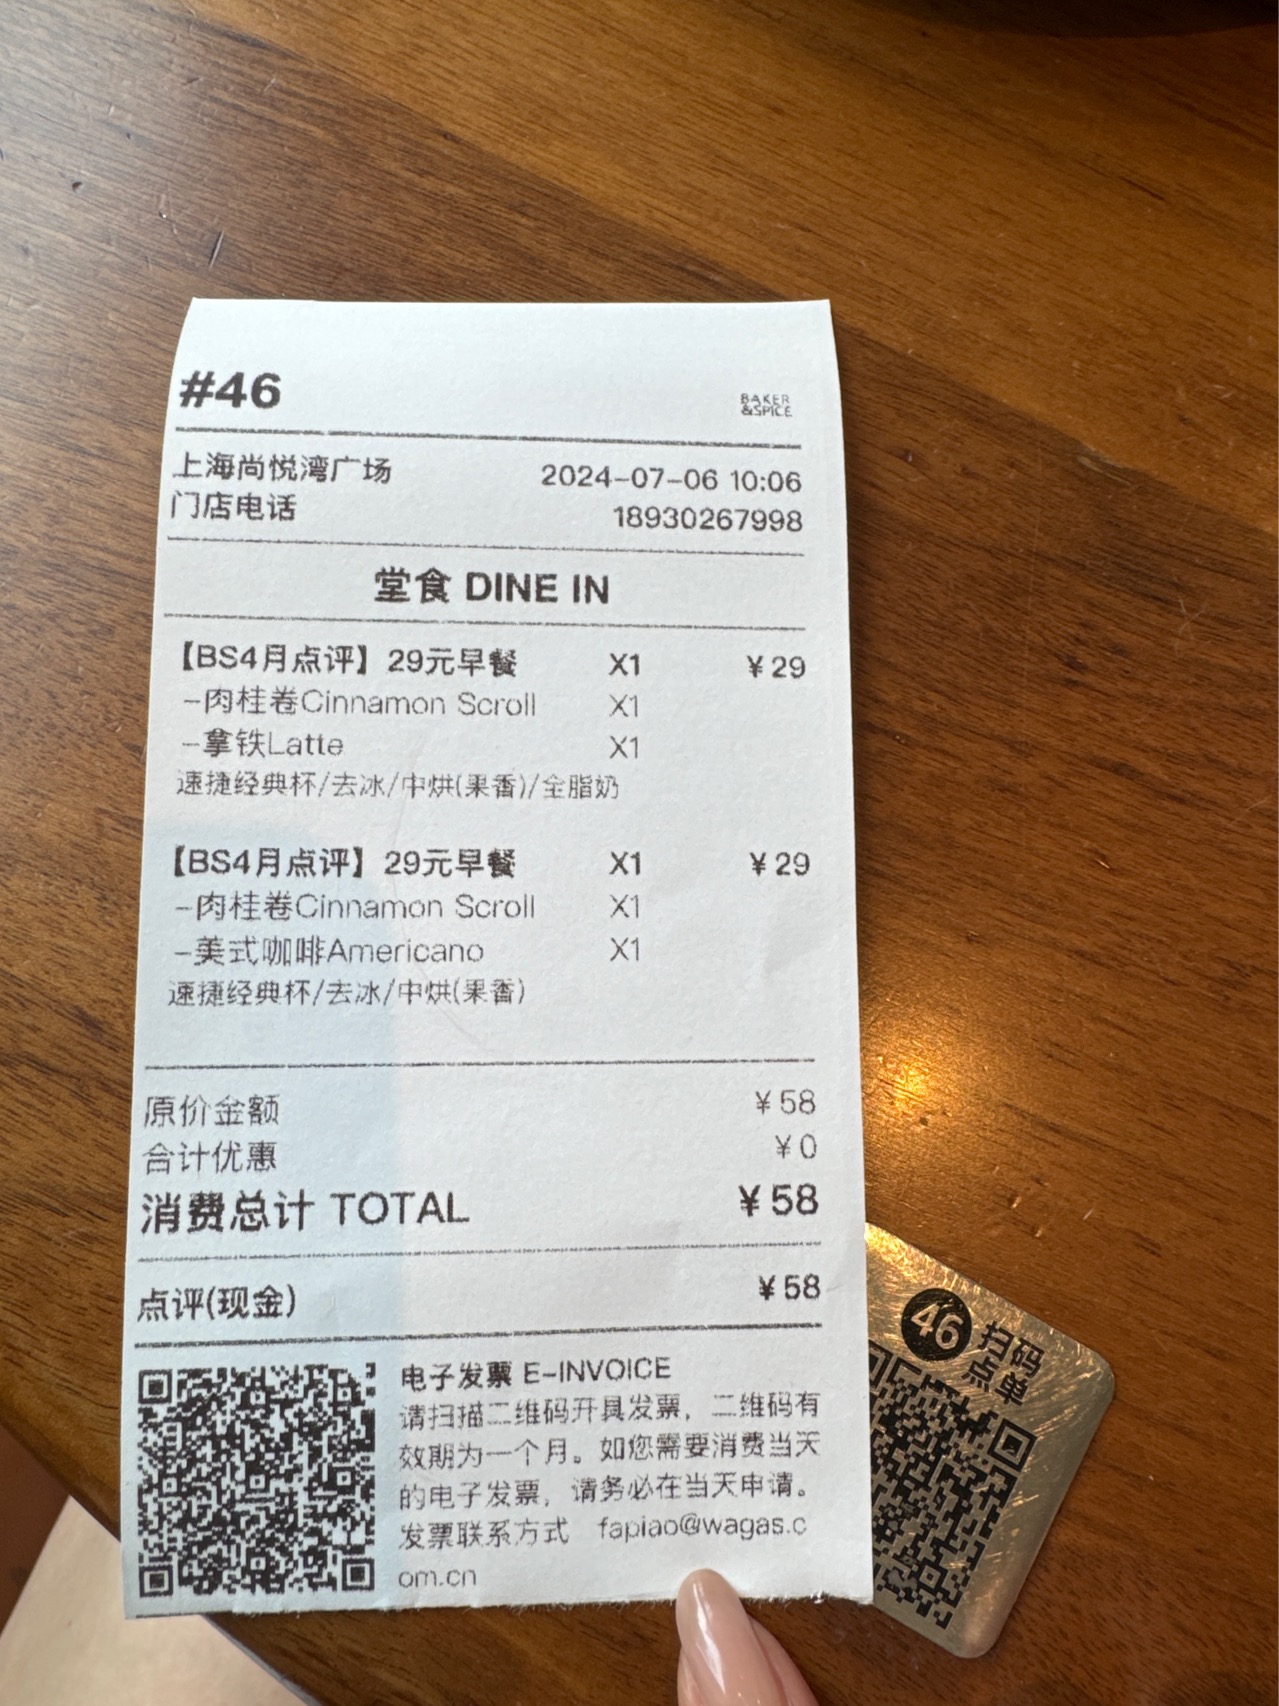 #46
BAKER
&SPICE
上海尚悦湾广场 2024-07-06 10:06
门店电话 18930267998
堂食 DINE IN
【BS4月点评】29元早餐 X1 ¥29
-肉桂卷Cinnamon Scroll X1
-拿铁Latte X1
速捷经典杯/去冰/中烘(果香)/全脂奶
【BS4月点评】29元早餐 X1 ¥29
-肉桂卷Cinnamon Scroll X1
-美式咖啡Americano X1
速捷经典杯/去冰/中烘(果香)
原价金额 ¥58
合计优惠 ¥0
消费总计 TOTAL ¥58
点评(现金) ¥58
电子发票 E-INVOICE
请扫描二维码开具发票，二维码有
效期为一个月。如您需要消费当天
的电子发票，请务必在当天申请。
发票联系方式 fapiao@wagas.c
om.cn
46
扫码
点单